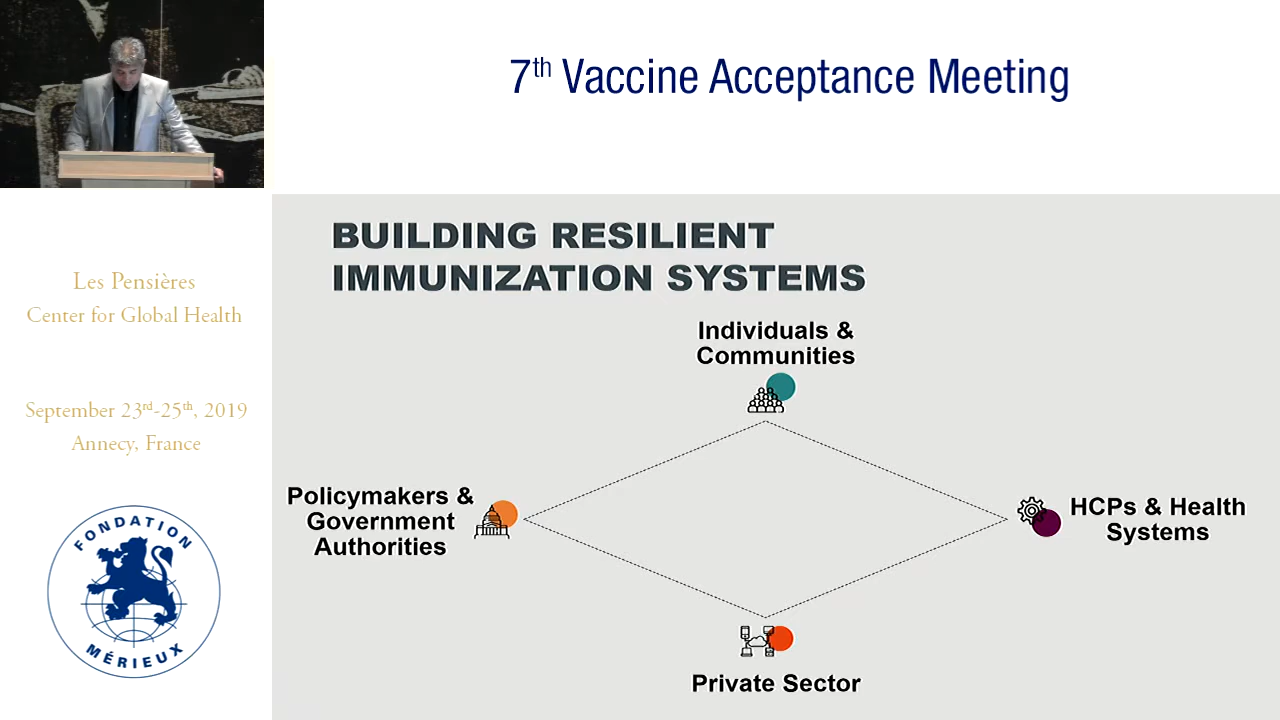 7th Vaccine Acceptance Meeting
Les Pensières
Center for Global Health
September 23rd-25th, 2019
Annecy, France
FONDATION
MÉRIEUX
BUILDING RESILIENT
IMMUNIZATION SYSTEMS
Individuals &
Communities
Policymakers &
Government
Authorities
HCPs & Health
Systems
Private Sector